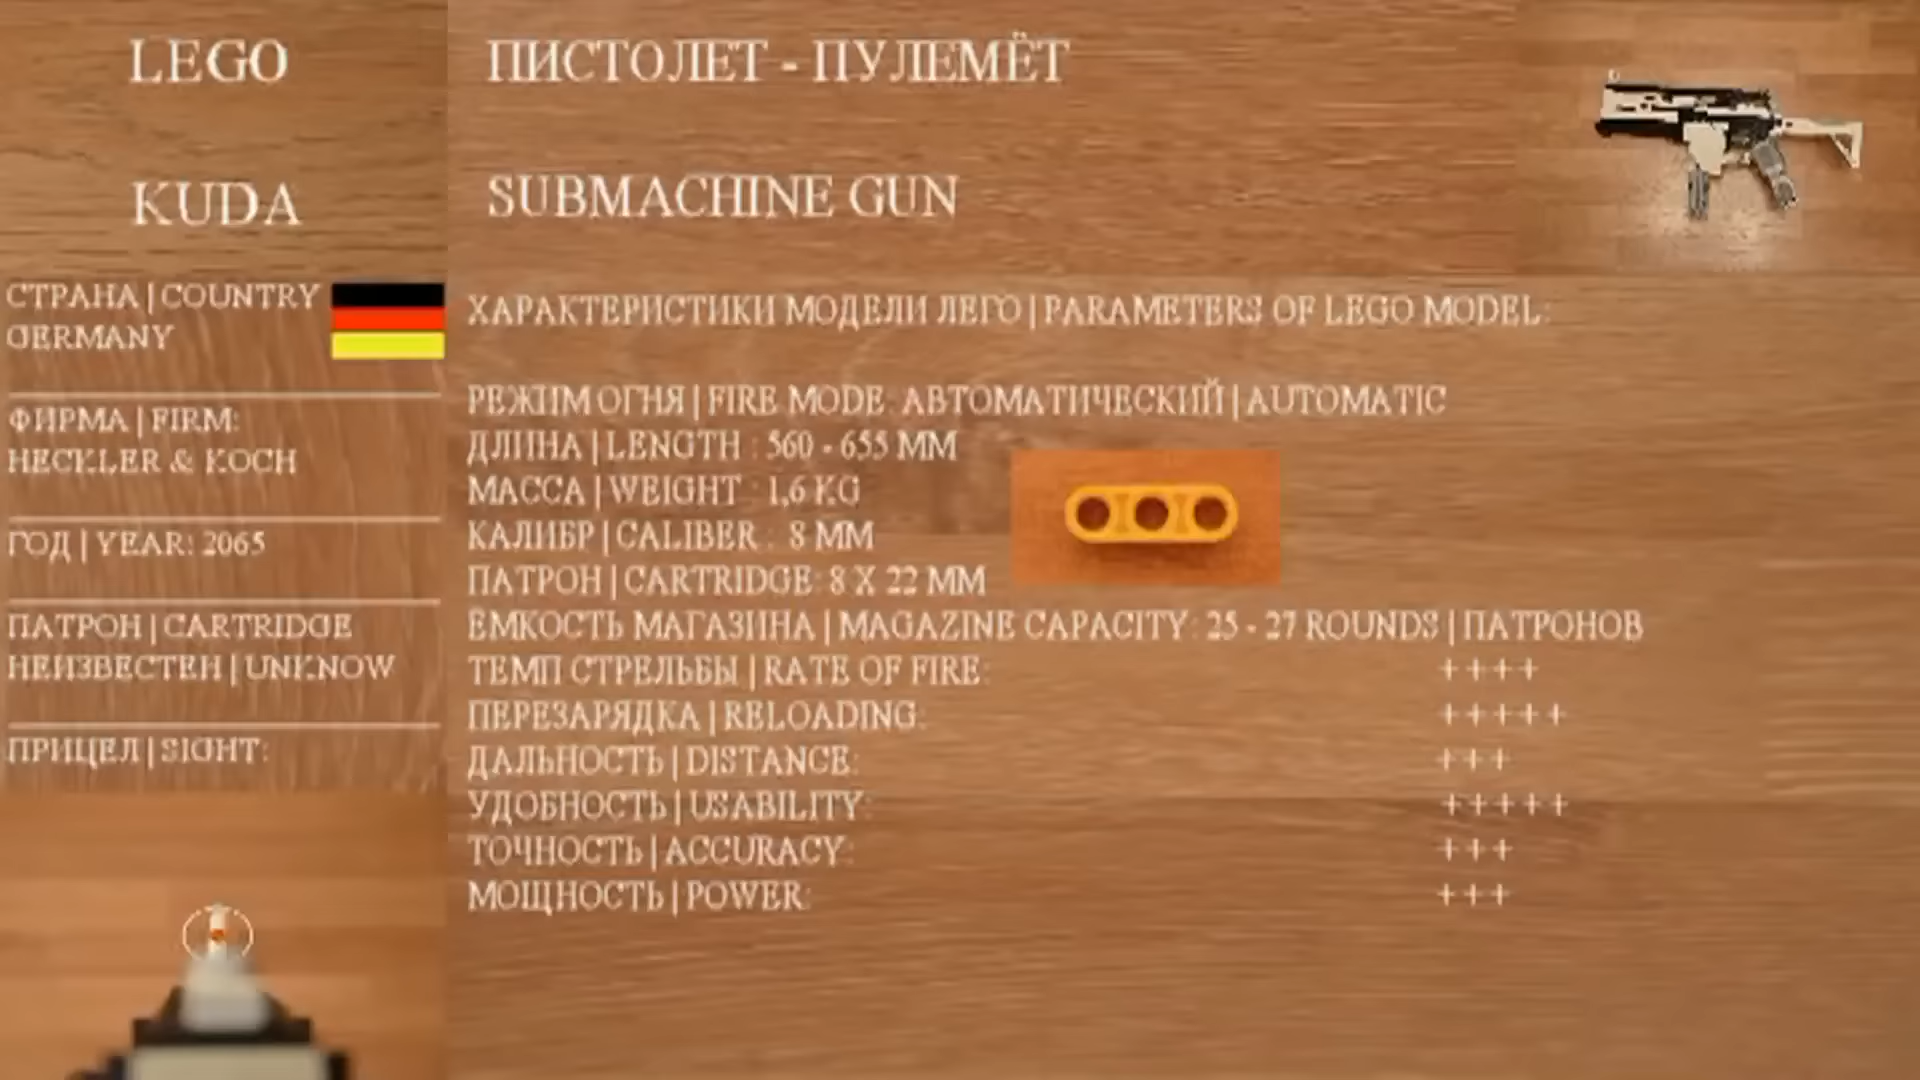 LEGO
KUDA
ПИСТОЛЕТ - ПУЛЕМЁТ
SUBMACHINE GUN
СТРАНА | COUNTRY
GERMANY
ФИРМА | FIRM:
HECKLER & KOCH
ГОД | YEAR: 2065
ПАТРОН | CARTRIDGE
НЕИЗВЕСТЕН | UNKNOW
ПРИЦЕЛ | SIGHT:
ХАРАКТЕРИСТИКИ МОДЕЛИ ЛЕГО | PARAMETERS OF LEGO MODEL:
РЕЖИМ ОГНЯ | FIRE MODE: АВТОМАТИЧЕСКИЙ | AUTOMATIC
ДЛИНА | LENGTH : 560 - 655 MM
МАССА | WEIGHT : 1,6 KG
КАЛИБР | CALIBER : 8 MM
ПАТРОН | CARTRIDGE: 8 X 22 MM
ЁМКОСТЬ МАГАЗИНА | MAGAZINE CAPACITY: 25 - 27 ROUNDS | ПАТРОНОВ
ТЕМП СТРЕЛЬБЫ | RATE OF FIRE: ++++
ПЕРЕЗАРЯДКА | RELOADING: +++++
ДАЛЬНОСТЬ | DISTANCE: +++
УДОБНОСТЬ | USABILITY: +++++
ТОЧНОСТЬ | ACCURACY: +++
МОЩНОСТЬ | POWER: +++